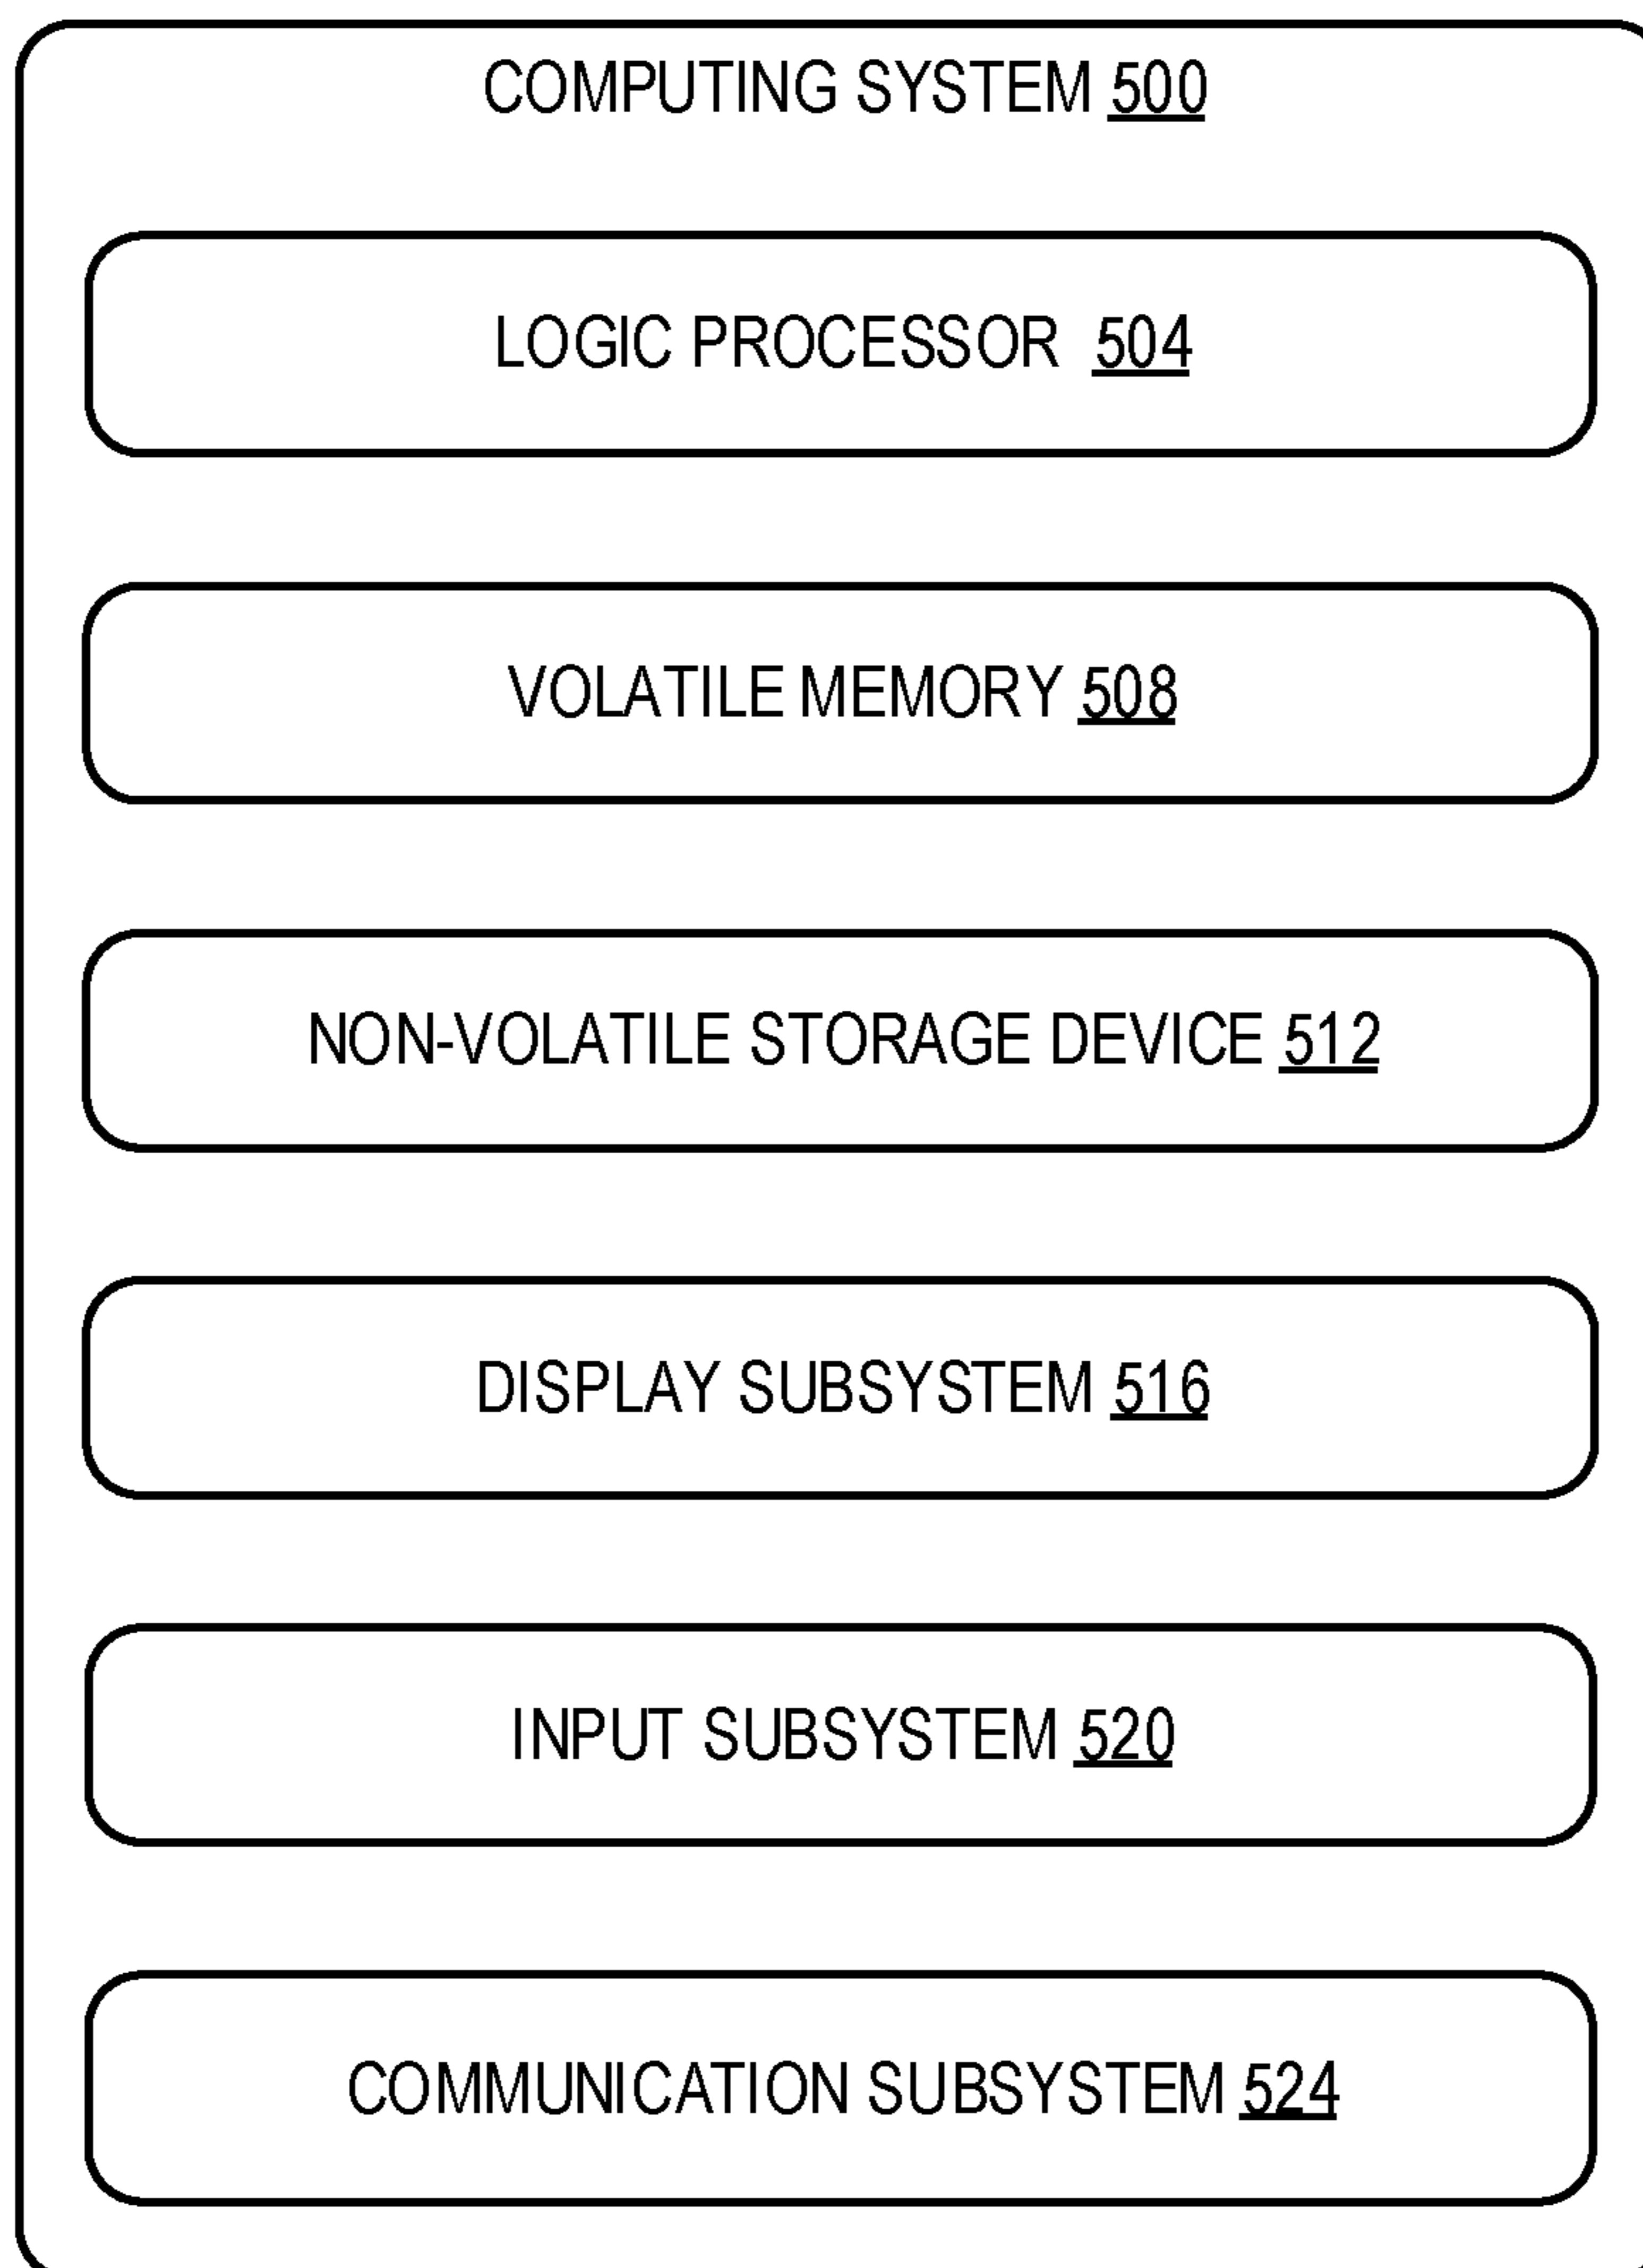 COMPUTING SYSTEM 500
LOGIC PROCESSOR 504
VOLATILE MEMORY 508
NON-VOLATILE STORAGE DEVICE 512
DISPLAY SUBSYSTEM 516
INPUT SUBSYSTEM 520
COMMUNICATION SUBSYSTEM 524